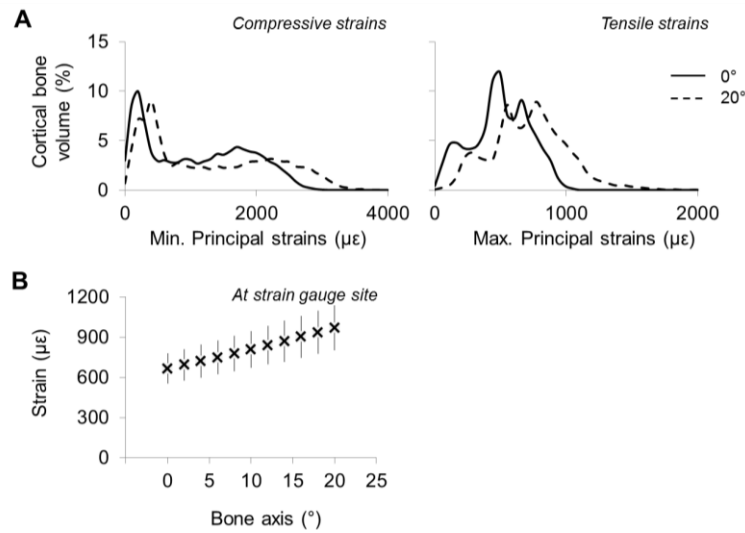 A
Compressive strains
Tensile strains
Cortical bone
volume (%)
15
10
5
0
0
2000
4000
Min. Principal strains (µε)
0
1000
2000
Max. Principal strains (µε)
0°
20°
B
At strain gauge site
Strain (µε)
1200
900
600
300
0
0
5
10
15
20
25
Bone axis (°)